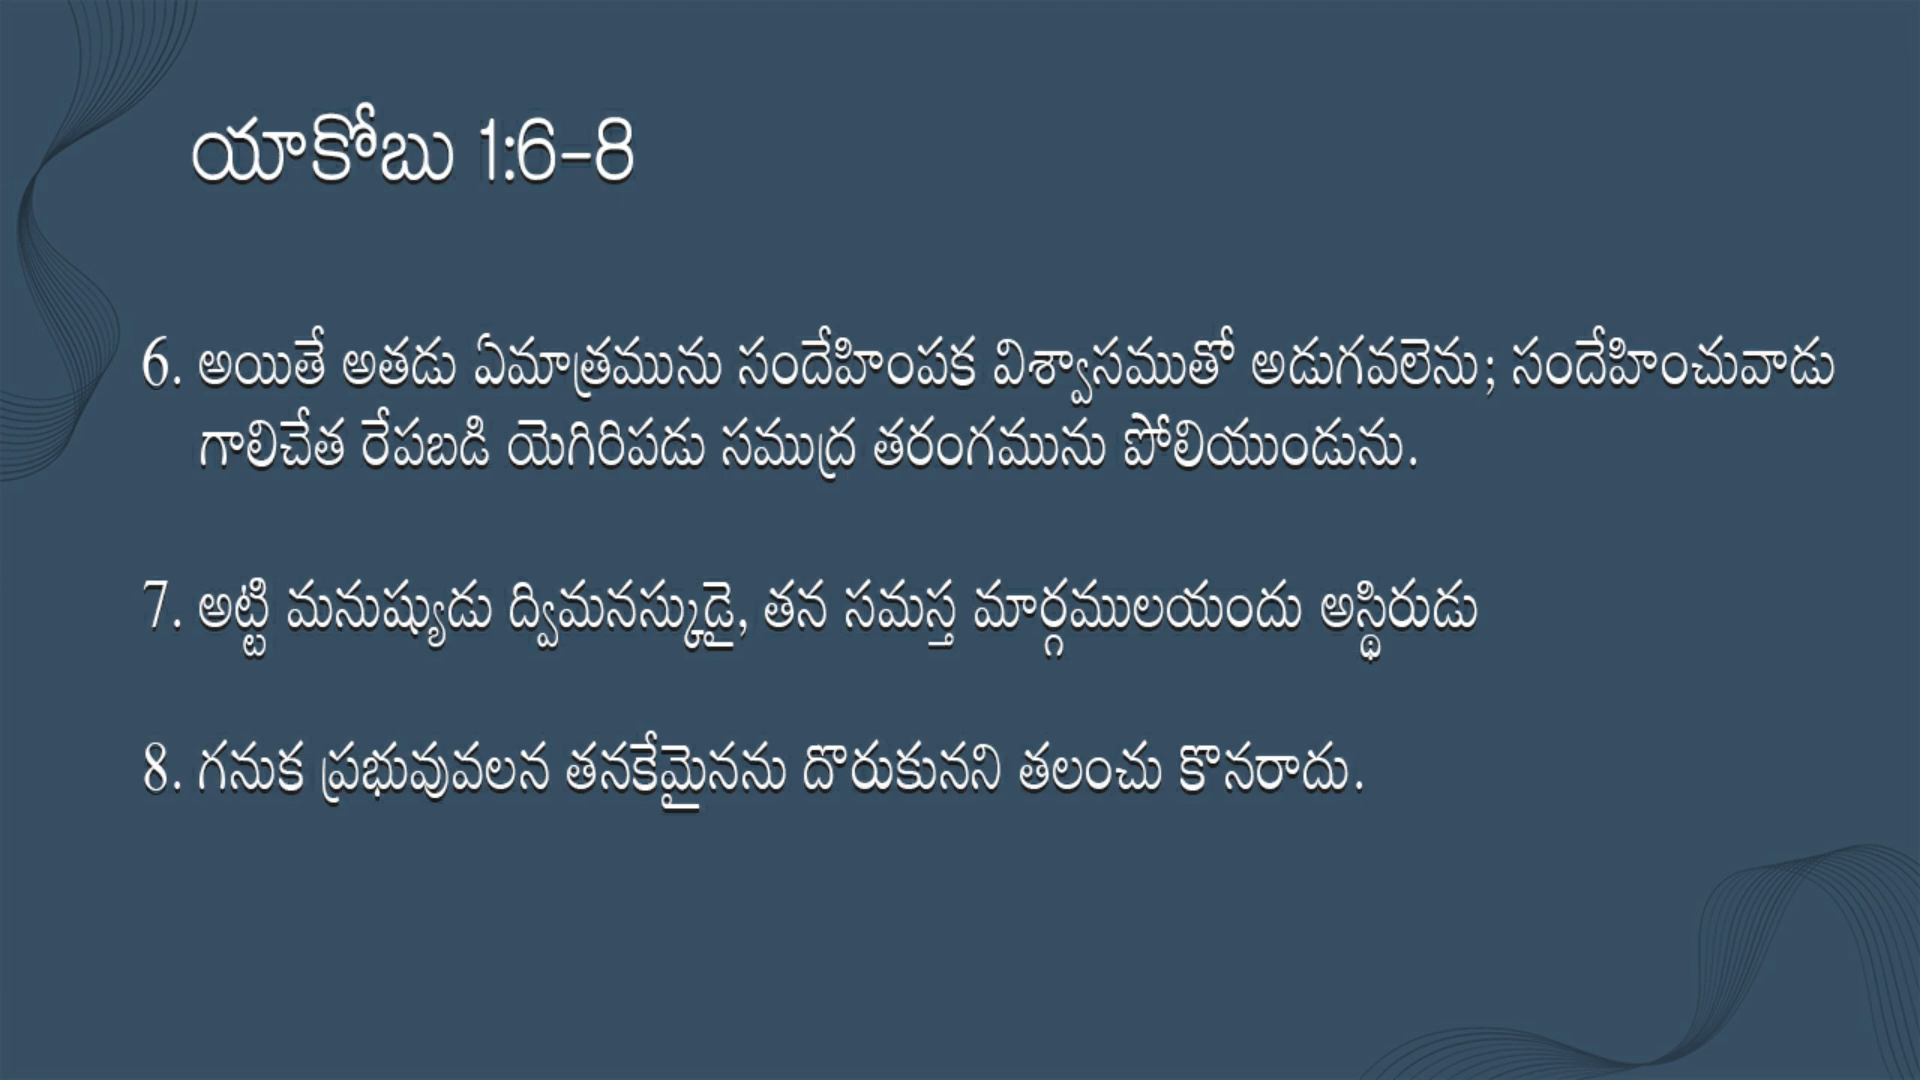 యాకోబు 1:6-8
6. అయితే అతడు ఏమాత్రమును సందేహింపక విశ్వాసముతో అడుగవలెను; సందేహించువాడు
గాలిచేత రేపబడి యెగిరిపడు సముద్ర తరంగమును పోలియుండును.
7. అట్టి మనుష్యుడు ద్విమనస్కుడై, తన సమస్త మార్గములయందు అస్థిరుడు
8. గనుక ప్రభువువలన తనకేమైనను దొరుకునని తలంచు కొనరాదు.